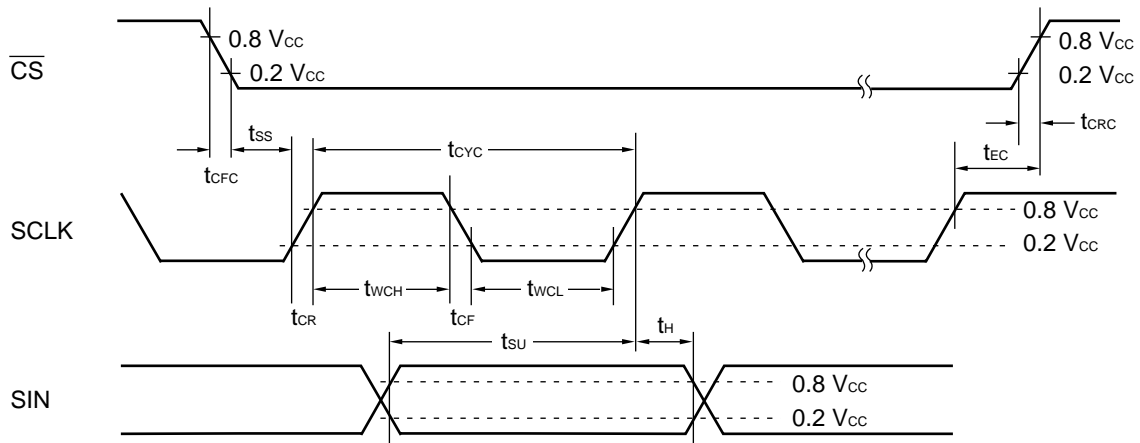 0.8 VCC
0.8 VCC
CS
0.2 VCC
0.2 VCC
tSS
tCRC
tCYC
tEC
tCFC
0.8 VCC
SCLK
0.2 VCC
tWCH
tWCL
tCR
tCF
tSU
tH
0.8 VCC
SIN
0.2 VCC